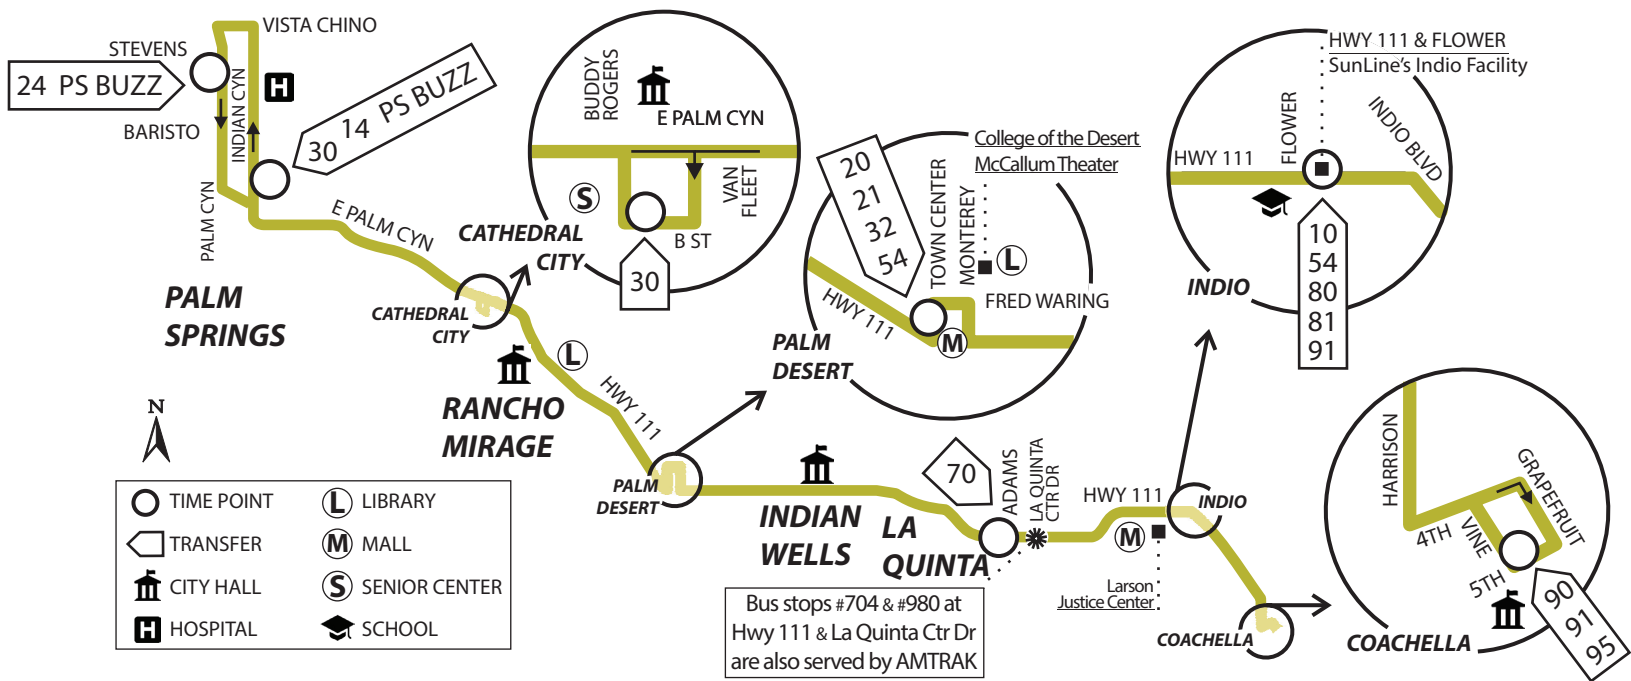 VISTA CHINO
STEVENS
24 PS BUZZ
INDIAN CYN
H
BARISTO
30 14 PS BUZZ
PALM CYN
E PALM CYN
PALM
SPRINGS
BUDDY
ROGERS
E PALM CYN
VAN
FLEET
S
B ST
CATHEDRAL
CITY
30
CATHEDRAL
CITY
L
RANCHO
MIRAGE
HWY 111
20
21
32
54
College of the Desert
McCallum Theater
TOWN CENTER
MONTEREY
L
FRED WARING
HWY 111
M
PALM
DESERT
HWY 111 & FLOWER
SunLine's Indio Facility
FLOWER
INDIO BLVD
HWY 111
INDIO
10
54
80
81
91
N
TIME POINT
TRANSFER
CITY HALL
H HOSPITAL
L LIBRARY
M MALL
S SENIOR CENTER
SCHOOL
PALM
DESERT
INDIAN
WELLS
70
ADAMS
LA QUINTA
CTR DR
LA
QUINTA
HWY 111
M
INDIO
Larson
Justice Center
Bus stops #704 & #980 at
Hwy 111 & La Quinta Ctr Dr
are also served by AMTRAK
COACHELLA
HARRISON
GRAPEFRUIT
4TH
VINE
5TH
COACHELLA
90
91
95